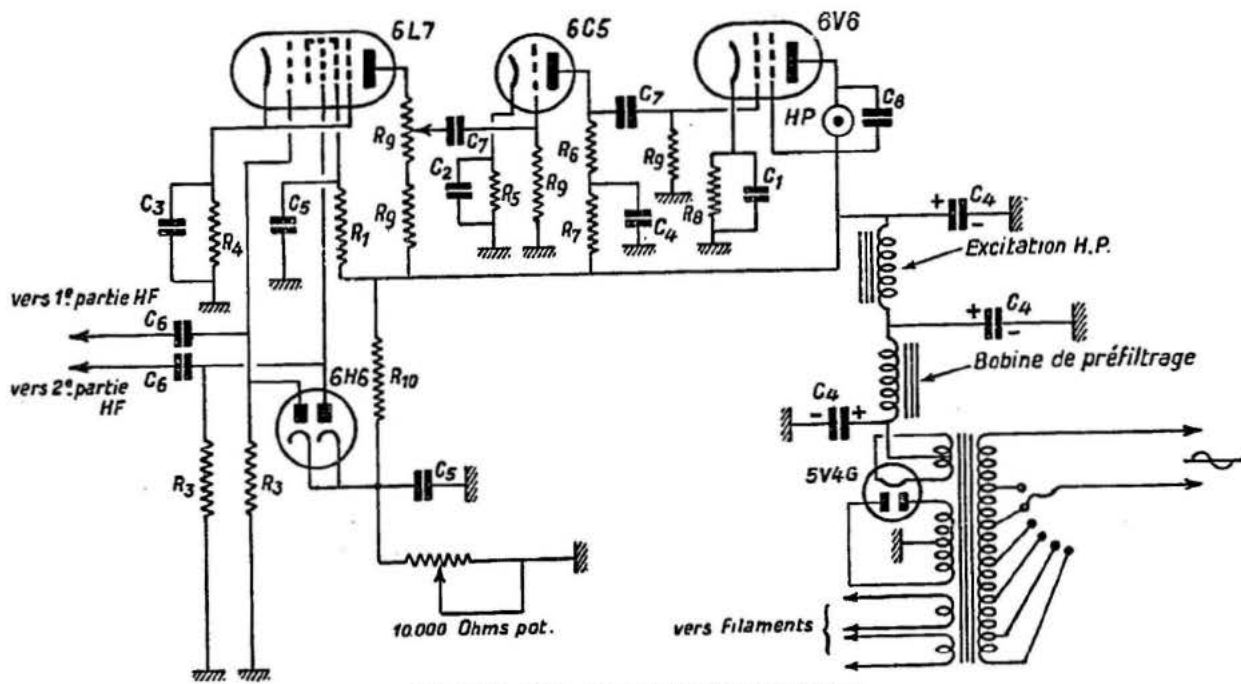 6L7
6C5
6V6
C7
C8
HP
R9
C7
R6
R9
C2
R5
R9
C1
C3
C5
R8
R4
R1
R9
R7
C4
C4
+
-
Excitation H.P.
vers 1e. partie HF
C6
C4
+
-
C6
vers 2e. partie
HF
6H6
R10
Bobine de préfiltrage
C4
-
+
R3
R3
C5
5V4G
10.000 Ohms pot.
vers Filaments {